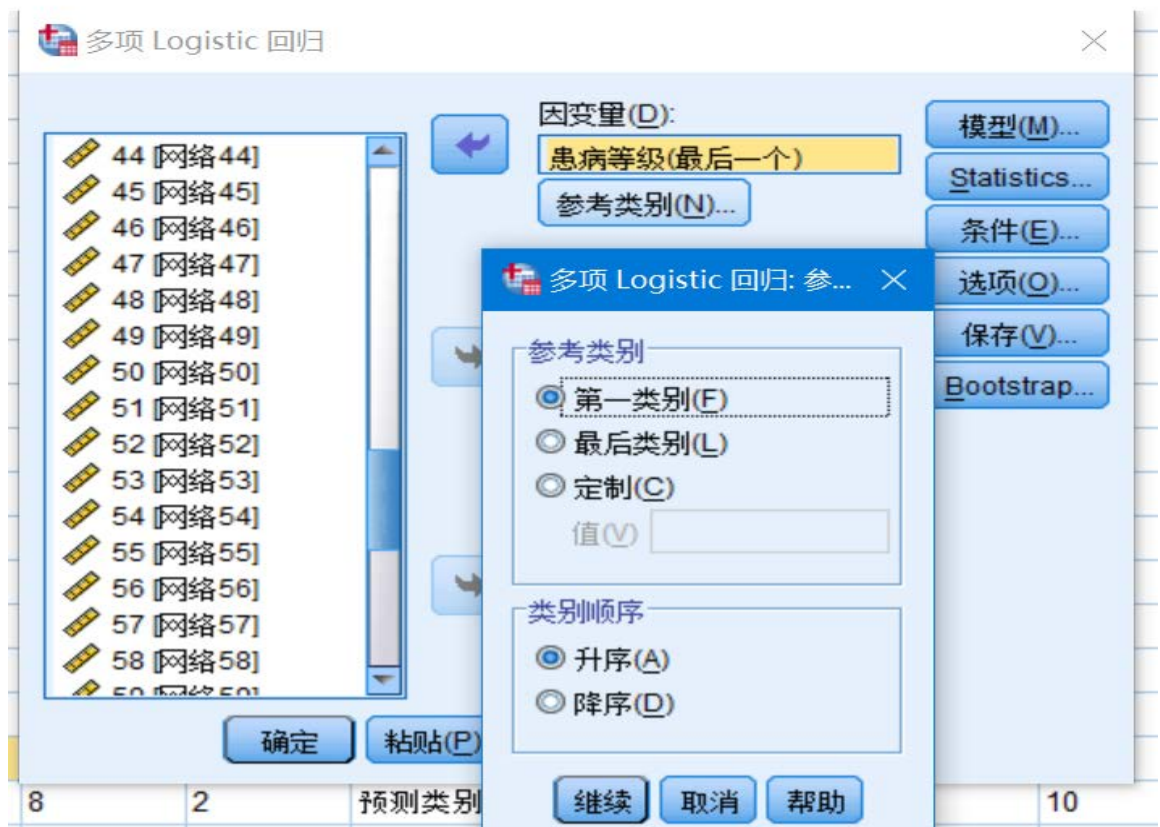 多项 Logistic 回归
44 [网络44]
45 [网络45]
46 [网络46]
47 [网络47]
48 [网络48]
49 [网络49]
50 [网络50]
51 [网络51]
52 [网络52]
53 [网络53]
54 [网络54]
55 [网络55]
56 [网络56]
57 [网络57]
58 [网络58]
59 [网络59]
因变量(D):
患病等级(最后一个)
参考类别(N)...
模型(M)...
Statistics...
条件(E)...
选项(O)...
保存(V)...
Bootstrap...
多项 Logistic 回归: 参...
参考类别
第一类别(F)
最后类别(L)
定制(C)
值(V)
类别顺序
升序(A)
降序(D)
继续 取消 帮助
确定 粘贴(P)
8 2 预测类别 10